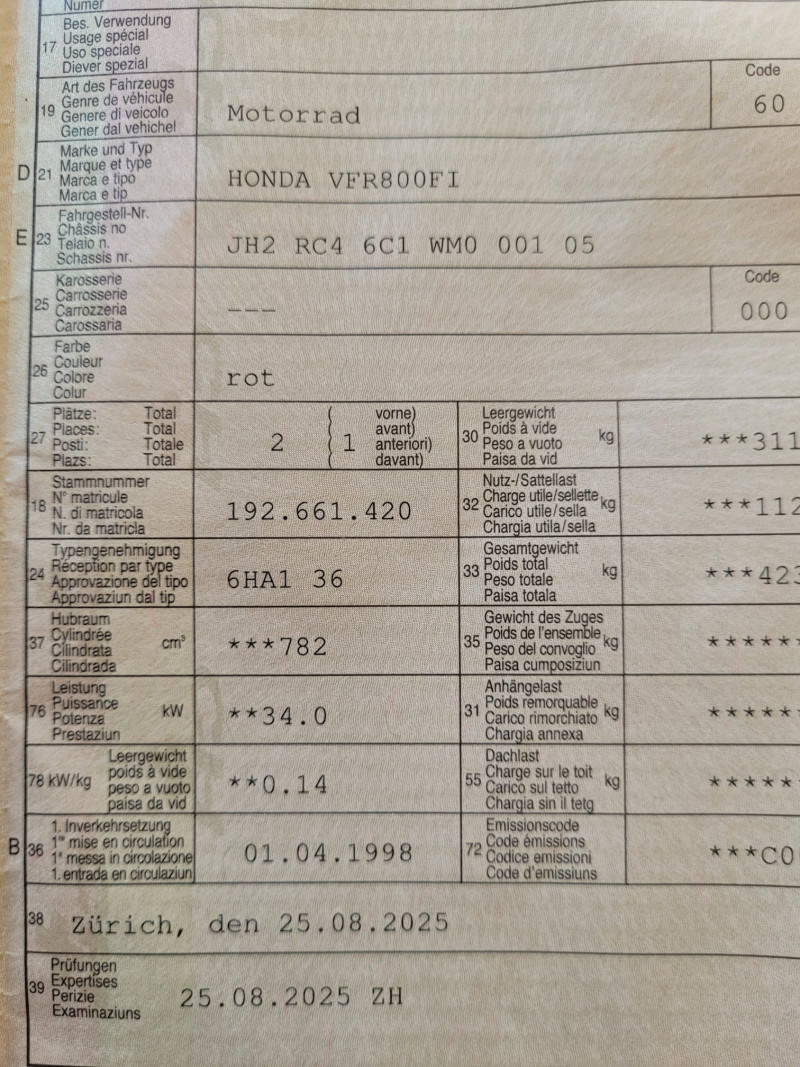 Numer
17 Bes. Verwendung
Usage spécial
Uso speciale
Diever spezial
19 Art des Fahrzeugs
Genre de véhicule
Genere di veicolo
Gener dal vehichel
Motorrad
Code
60
D 21 Marke und Typ
Marque et type
Marca e tipo
Marca e tip
HONDA VFR800FI
E 23 Fahrgestell-Nr.
Châssis no
Telaio n.
Schassis nr.
JH2 RC4 6C1 WM0 001 05
25 Karosserie
Carrosserie
Carrozzeria
Carossaria
---
Code
000
26 Farbe
Couleur
Colore
Colur
rot
27 Plätze: Total
Places: Total
Posti: Totale
Plazs: Total
2 ( 1 vorne)
avant)
anteriori)
davant)
30 Leergewicht
Poids à vide
Peso a vuoto
Paisa da vid
kg
***311
18 Stammnummer
N° matricule
N. di matricola
Nr. da matricla
192.661.420
32 Nutz-/Sattellast
Charge utile/sellette
Carico utile/sella
Chargia utila/sella
kg
***112
24 Typengenehmigung
Réception par type
Approvazione del tipo
Approvaziun dal tip
6HA1 36
33 Gesamtgewicht
Poids total
Peso totale
Paisa totala
kg
***423
37 Hubraum
Cylindrée
Cilindrata
Cilindrada
cm³
***782
35 Gewicht des Zuges
Poids de l'ensemble
Peso del convoglio
Paisa cumposiziun
kg
******
76 Leistung
Puissance
Potenza
Prestaziun
kW
**34.0
31 Anhängelast
Poids remorquable
Carico rimorchiato
Chargia annexa
kg
******
78 kW/kg
Leergewicht
poids à vide
peso a vuoto
paisa da vid
**0.14
55 Dachlast
Charge sur le toit
Carico sul tetto
Chargia sin il tetg
kg
******
B 36 1. Inverkehrsetzung
1re mise en circulation
1a messa in circolazione
1. entrada en circulaziun
01.04.1998
72 Emissionscode
Code émissions
Codice emissioni
Code d'emissiuns
***C0
38 Zürich, den 25.08.2025
39 Prüfungen
Expertises
Perizie
Examinaziuns
25.08.2025 ZH